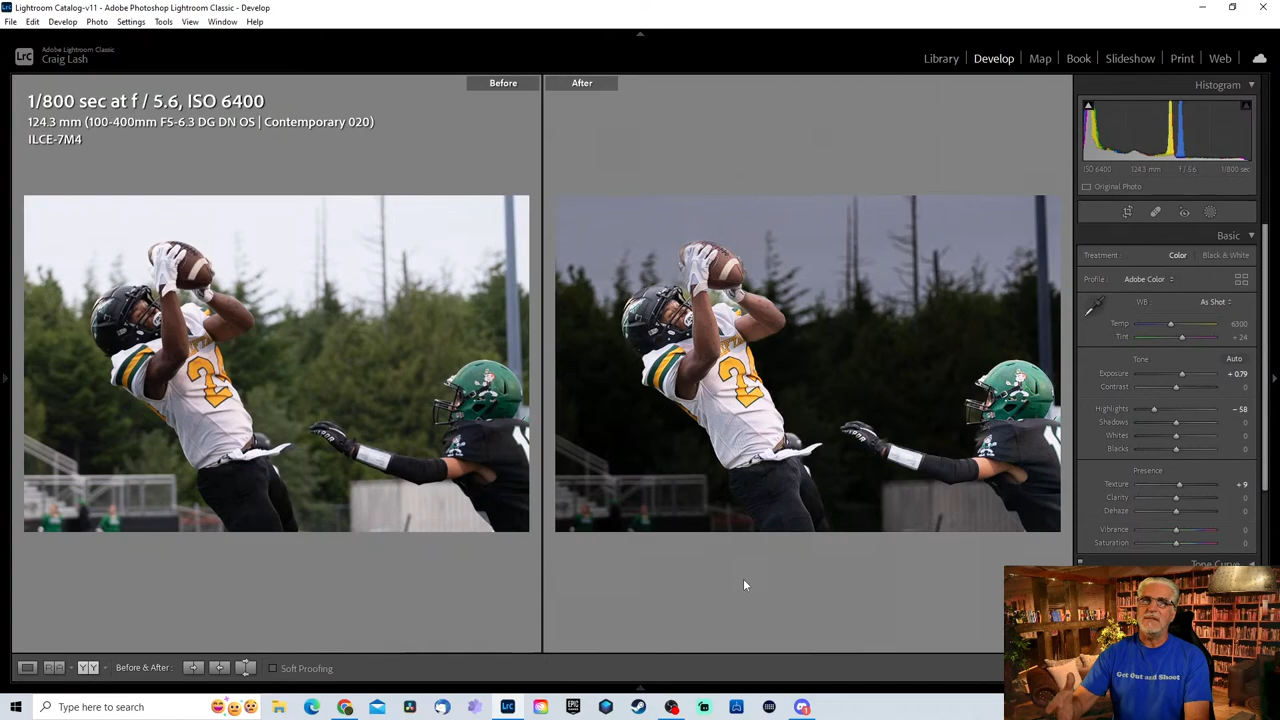 Lightroom Catalog-v11 - Adobe Photoshop Lightroom Classic - Develop
File Edit Develop Photo Settings Tools View Window Help
Lrc Adobe Lightroom Classic
Craig Lash
Library | Develop | Map | Book | Slideshow | Print | Web
Before
After
Histogram
1/800 sec at f / 5.6, ISO 6400
124.3 mm (100-400mm F5-6.3 DG DN OS | Contemporary 020)
ILCE-7M4
ISO 6400 124.3 mm f / 5.6 1/800 sec
Original Photo
Basic
Treatment : Color Black & White
Profile : Adobe Color
WB : As Shot
Temp 6300
Tint + 24
Tone Auto
Exposure + 0.79
Contrast 0
Highlights - 58
Shadows 0
Whites 0
Blacks 0
Presence
Texture + 9
Clarity 0
Dehaze 0
Vibrance 0
Saturation 0
Tone Curve
2
2
Get Out and Shoot
Before & After : Soft Proofing
Type here to search
Lrc
EPIC GAMES